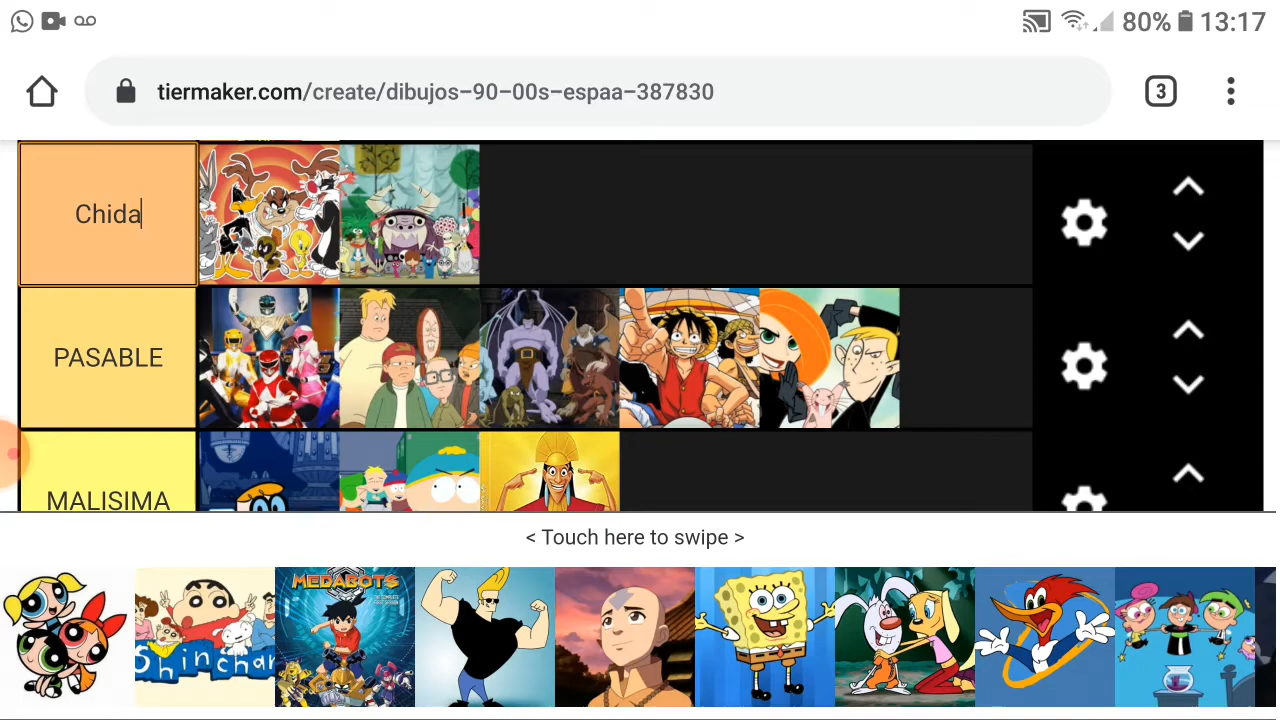 80% 13:17
tiermaker.com/create/dibujos-90-00s-espaa-387830
3
Chida
PASABLE
MALISIMA
< Touch here to swipe >
Shinchan
MEDABOTS